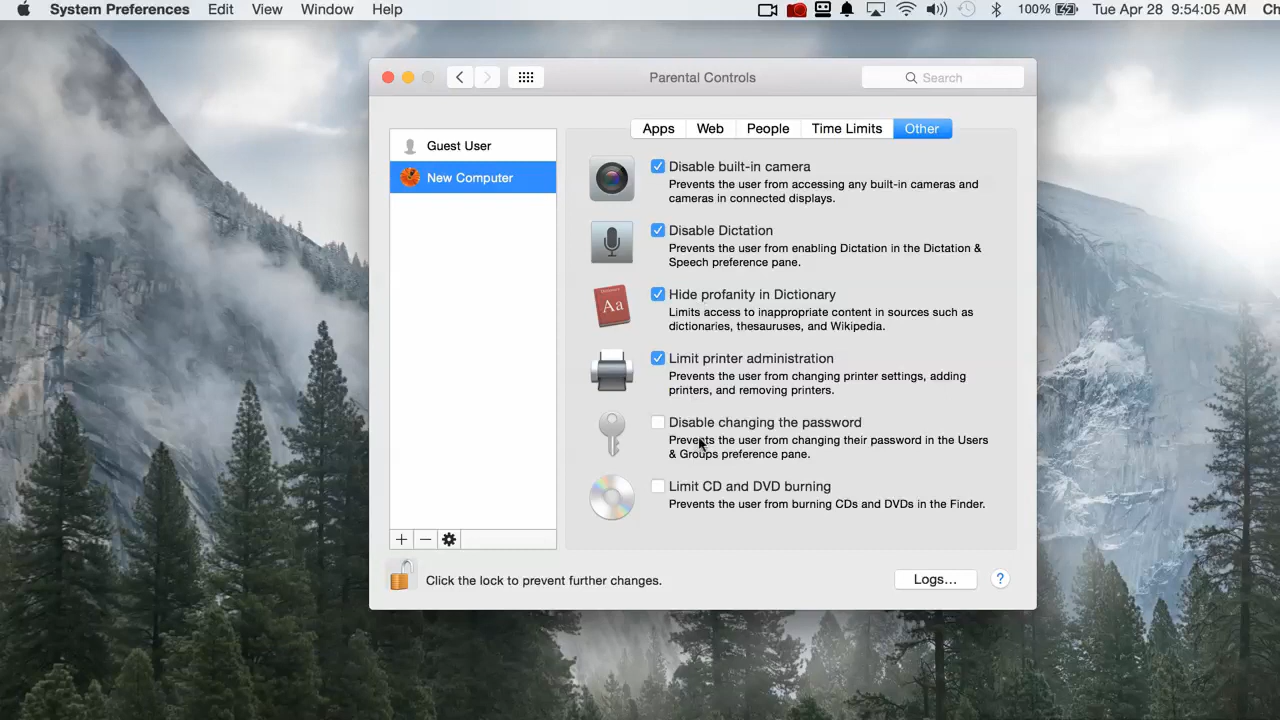 System Preferences Edit View Window Help 100% Tue Apr 28 9:54:05 AM Ch
Parental Controls Search
Apps Web People Time Limits Other
Guest User
New Computer
Disable built-in camera
Prevents the user from accessing any built-in cameras and
cameras in connected displays.
Disable Dictation
Prevents the user from enabling Dictation in the Dictation &
Speech preference pane.
Dictionary
Aa
Hide profanity in Dictionary
Limits access to inappropriate content in sources such as
dictionaries, thesauruses, and Wikipedia.
Limit printer administration
Prevents the user from changing printer settings, adding
printers, and removing printers.
Disable changing the password
Prevents the user from changing their password in the Users
& Groups preference pane.
Limit CD and DVD burning
Prevents the user from burning CDs and DVDs in the Finder.
Click the lock to prevent further changes.
Logs... ?